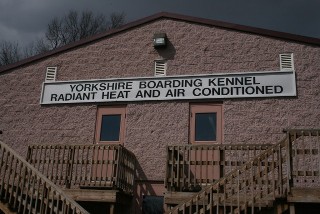 YORKSHIRE BOARDING KENNEL
RADIANT HEAT AND AIR CONDITIONED